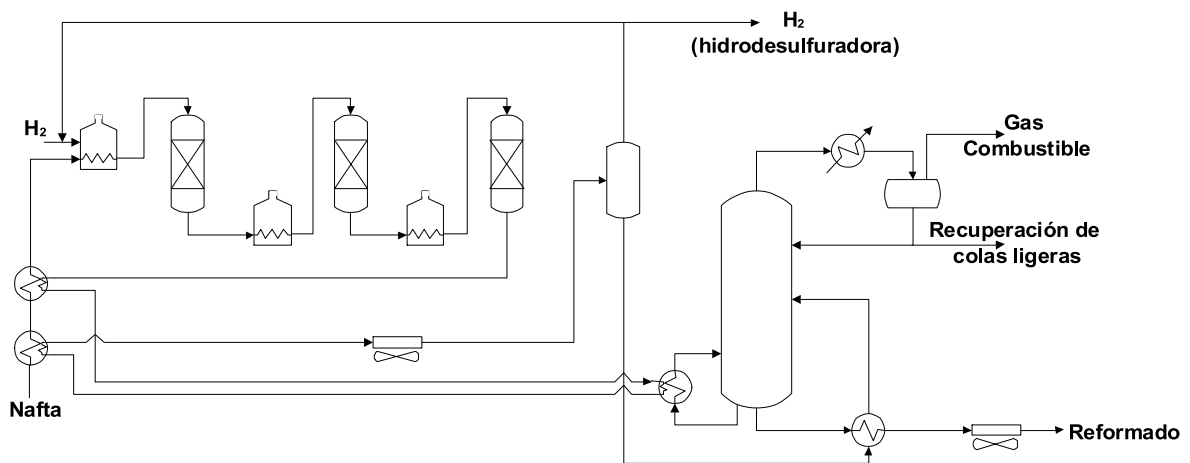 H₂
(hidrodesulfuradora)
H₂
Gas
Combustible
Recuperación de
colas ligeras
Nafta
Reformado